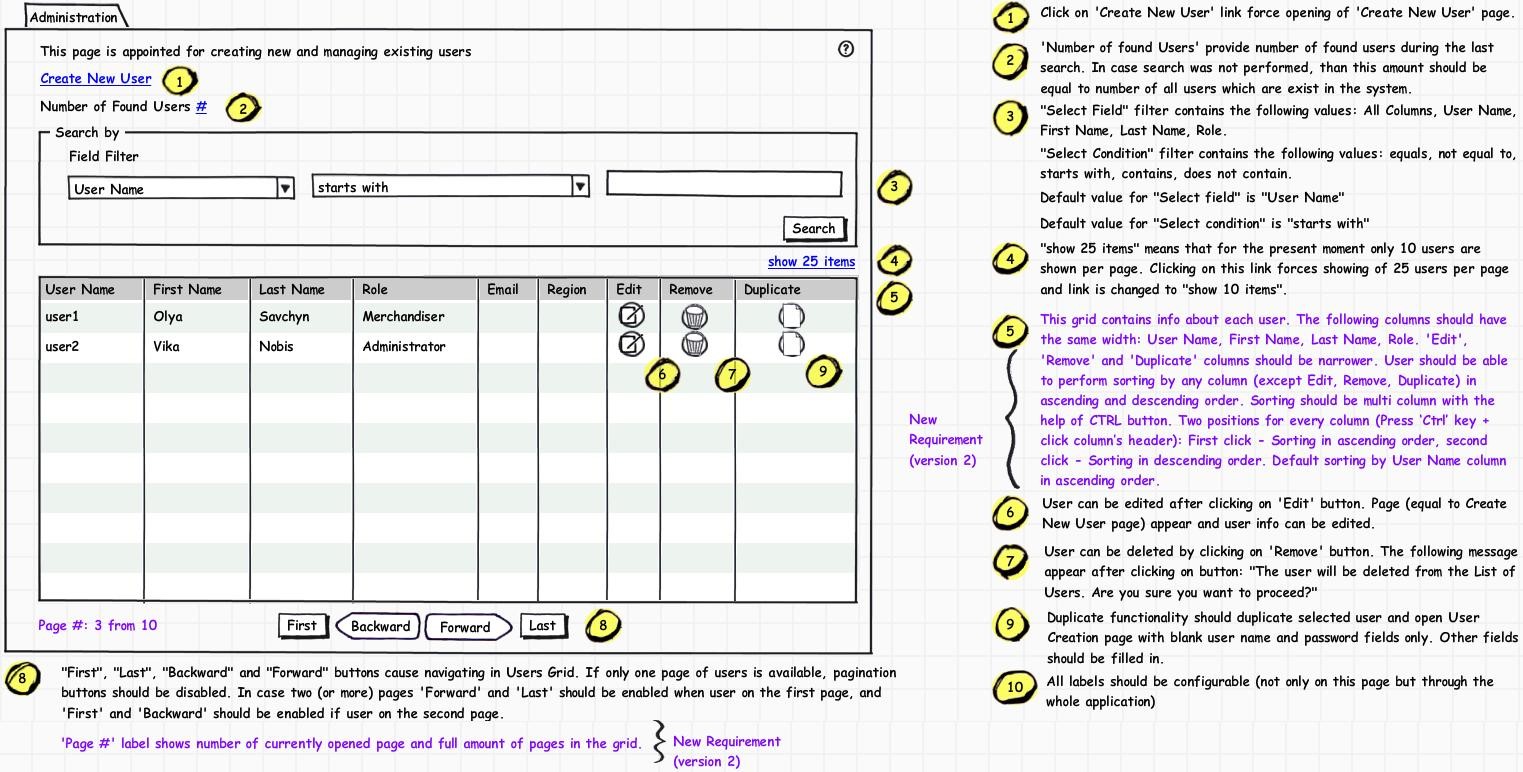 Administration
This page is appointed for creating new and managing existing users
?
Create New User
1
Number of Found Users #
2
Search by
Field Filter
User Name
starts with
3
Search
show 25 items
4
5
User Name First Name Last Name Role Email Region Edit Remove Duplicate
user1 Olya Savchyn Merchandiser
user2 Vika Nobis Administrator
6 7 9
Page #: 3 from 10
First Backward Forward Last
8
1
Click on 'Create New User' link force opening of 'Create New User' page.
2
'Number of found Users' provide number of found users during the last
search. In case search was not performed, than this amount should be
equal to number of all users which are exist in the system.
3
"Select Field" filter contains the following values: All Columns, User Name,
First Name, Last Name, Role.
"Select Condition" filter contains the following values: equals, not equal to,
starts with, contains, does not contain.
Default value for "Select field" is "User Name"
Default value for "Select condition" is "starts with"
4
"show 25 items" means that for the present moment only 10 users are
shown per page. Clicking on this link forces showing of 25 users per page
and link is changed to "show 10 items".
5
This grid contains info about each user. The following columns should have
the same width: User Name, First Name, Last Name, Role. 'Edit',
'Remove' and 'Duplicate' columns should be narrower. User should be able
to perform sorting by any column (except Edit, Remove, Duplicate) in
ascending and descending order. Sorting should be multi column with the
help of CTRL button. Two positions for every column (Press 'Ctrl' key +
click column's header): First click - Sorting in ascending order, second
click - Sorting in descending order. Default sorting by User Name column
in ascending order.
New
Requirement
(version 2)
6
User can be edited after clicking on 'Edit' button. Page (equal to Create
New User page) appear and user info can be edited.
7
User can be deleted by clicking on 'Remove' button. The following message
appear after clicking on button: "The user will be deleted from the List of
Users. Are you sure you want to proceed?"
9
Duplicate functionality should duplicate selected user and open User
Creation page with blank user name and password fields only. Other fields
should be filled in.
10
All labels should be configurable (not only on this page but through the
whole application)
8
"First", "Last", "Backward" and "Forward" buttons cause navigating in Users Grid. If only one page of users is available, pagination
buttons should be disabled. In case two (or more) pages 'Forward' and 'Last' should be enabled when user on the first page, and
'First' and 'Backward' should be enabled if user on the second page.
'Page #' label shows number of currently opened page and full amount of pages in the grid.
New Requirement
(version 2)